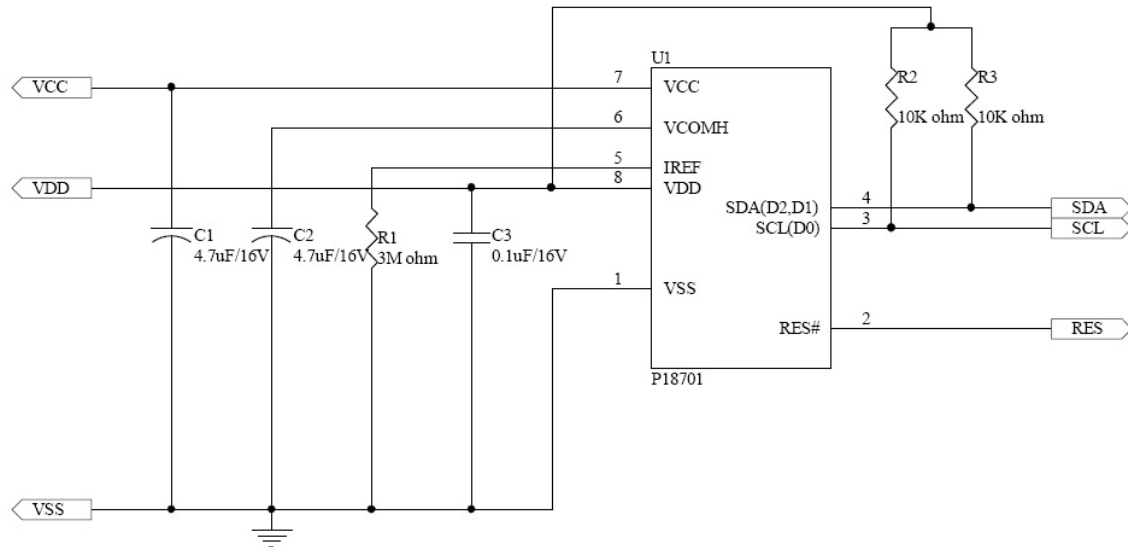 U1
R2
R3
10K ohm
10K ohm
VCC
7
VCC
6
VCOMH
5
IREF
VDD
8
VDD
SDA(D2,D1)
4
SDA
SCL(D0)
3
SCL
C1
4.7uF/16V
C2
4.7uF/16V
R1
3M ohm
C3
0.1uF/16V
1
VSS
RES#
2
RES
P18701
VSS